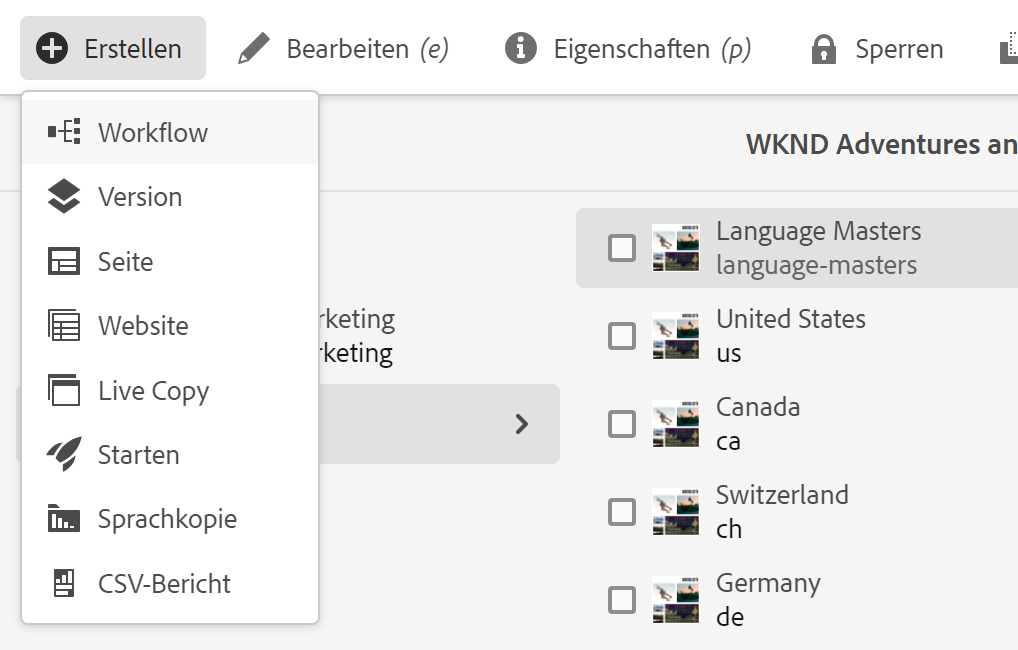 Erstellen
Bearbeiten (e)
Eigenschaften (p)
Sperren
Workflow
Version
Seite
Website
Live Copy
Starten
Sprachkopie
CSV-Bericht
rketing
rketing
WKND Adventures an
Language Masters
language-masters
United States
us
Canada
ca
Switzerland
ch
Germany
de